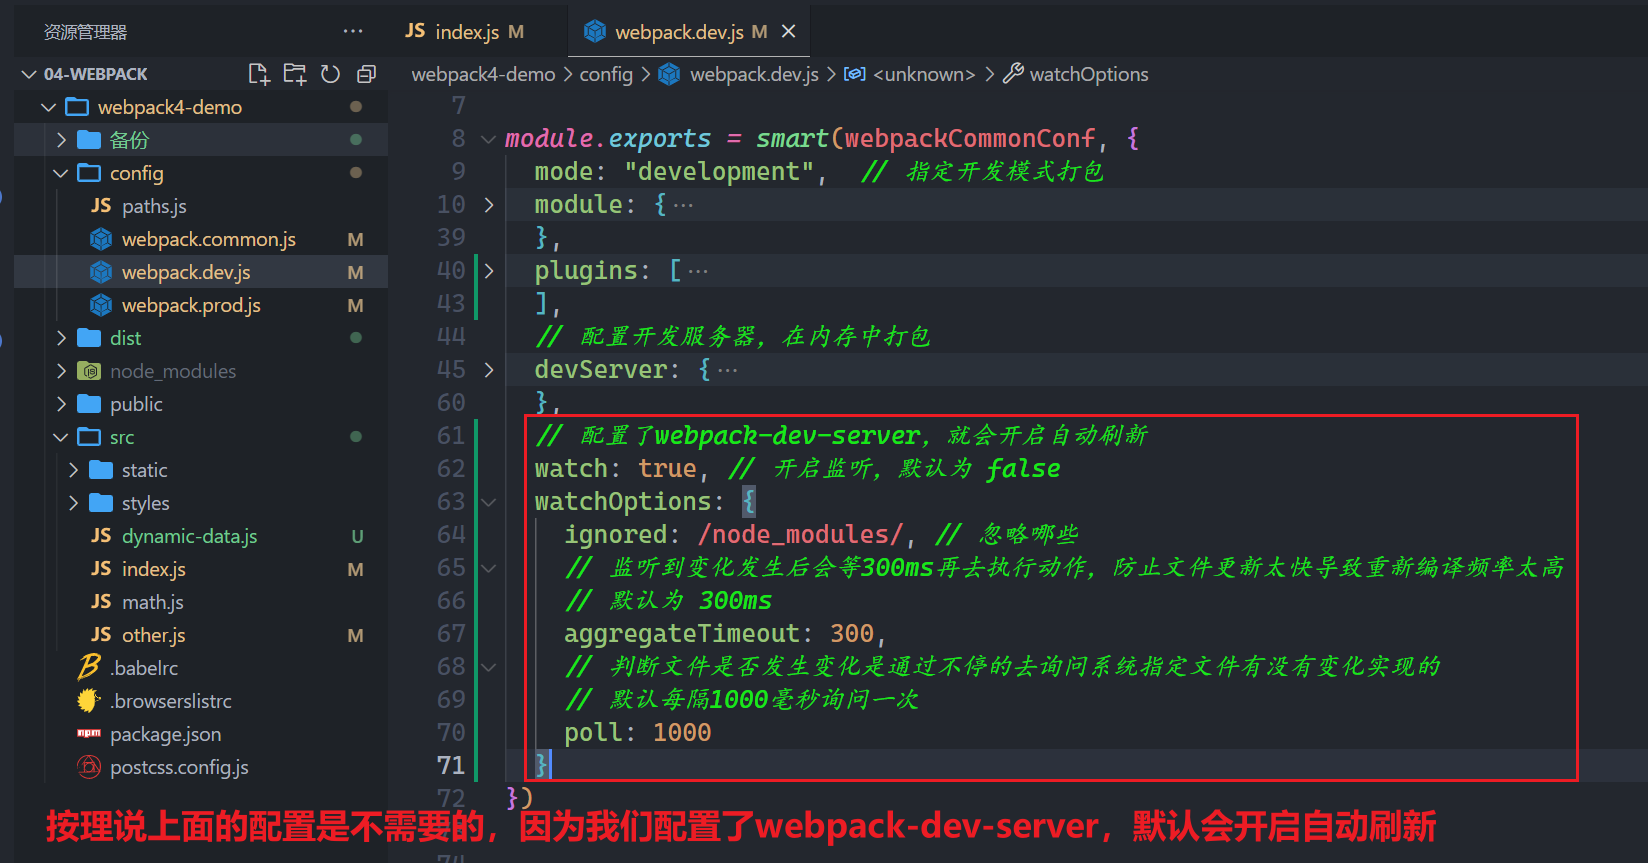 资源管理器 ···
JS index.js M
webpack.dev.js M
04-WEBPACK
webpack4-demo > config > webpack.dev.js > <unknown> > watchOptions
webpack4-demo
备份
config
JS paths.js
webpack.common.js M
webpack.dev.js M
webpack.prod.js M
dist
node_modules
public
src
static
styles
JS dynamic-data.js U
JS index.js M
JS math.js
JS other.js M
.babelrc
.browserslistrc
npm package.json
postcss.config.js
7
8 module.exports = smart(webpackCommonConf, {
9 mode: "development", // 指定开发模式打包
10 module: {···
39 },
40 plugins: [···
43 ],
44 // 配置开发服务器，在内存中打包
45 devServer: {···
60 },
61 // 配置了webpack-dev-server，就会开启自动刷新
62 watch: true, // 开启监听，默认为 false
63 watchOptions: {
64 ignored: /node_modules/, // 忽略哪些
65 // 监听到变化发生后会等300ms再去执行动作，防止文件更新太快导致重新编译频率太高
66 // 默认为 300ms
67 aggregateTimeout: 300,
68 // 判断文件是否发生变化是通过不停的去询问系统指定文件有没有变化实现的
69 // 默认每隔1000毫秒询问一次
70 poll: 1000
71 }
72 })
按理说上面的配置是不需要的，因为我们配置了webpack-dev-server，默认会开启自动刷新